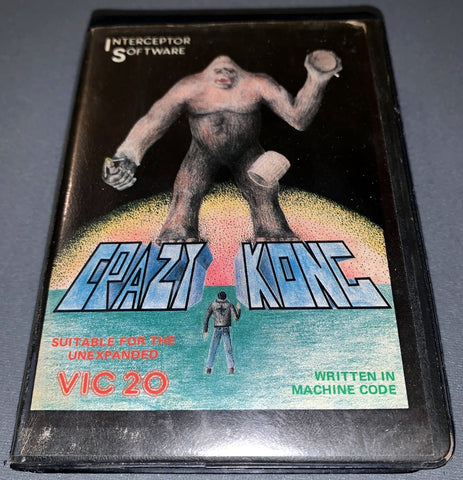 INTERCEPTOR
SOFTWARE
CRAZY KONG
SUITABLE FOR THE
UNEXPANDED
VIC 20
WRITTEN IN
MACHINE CODE